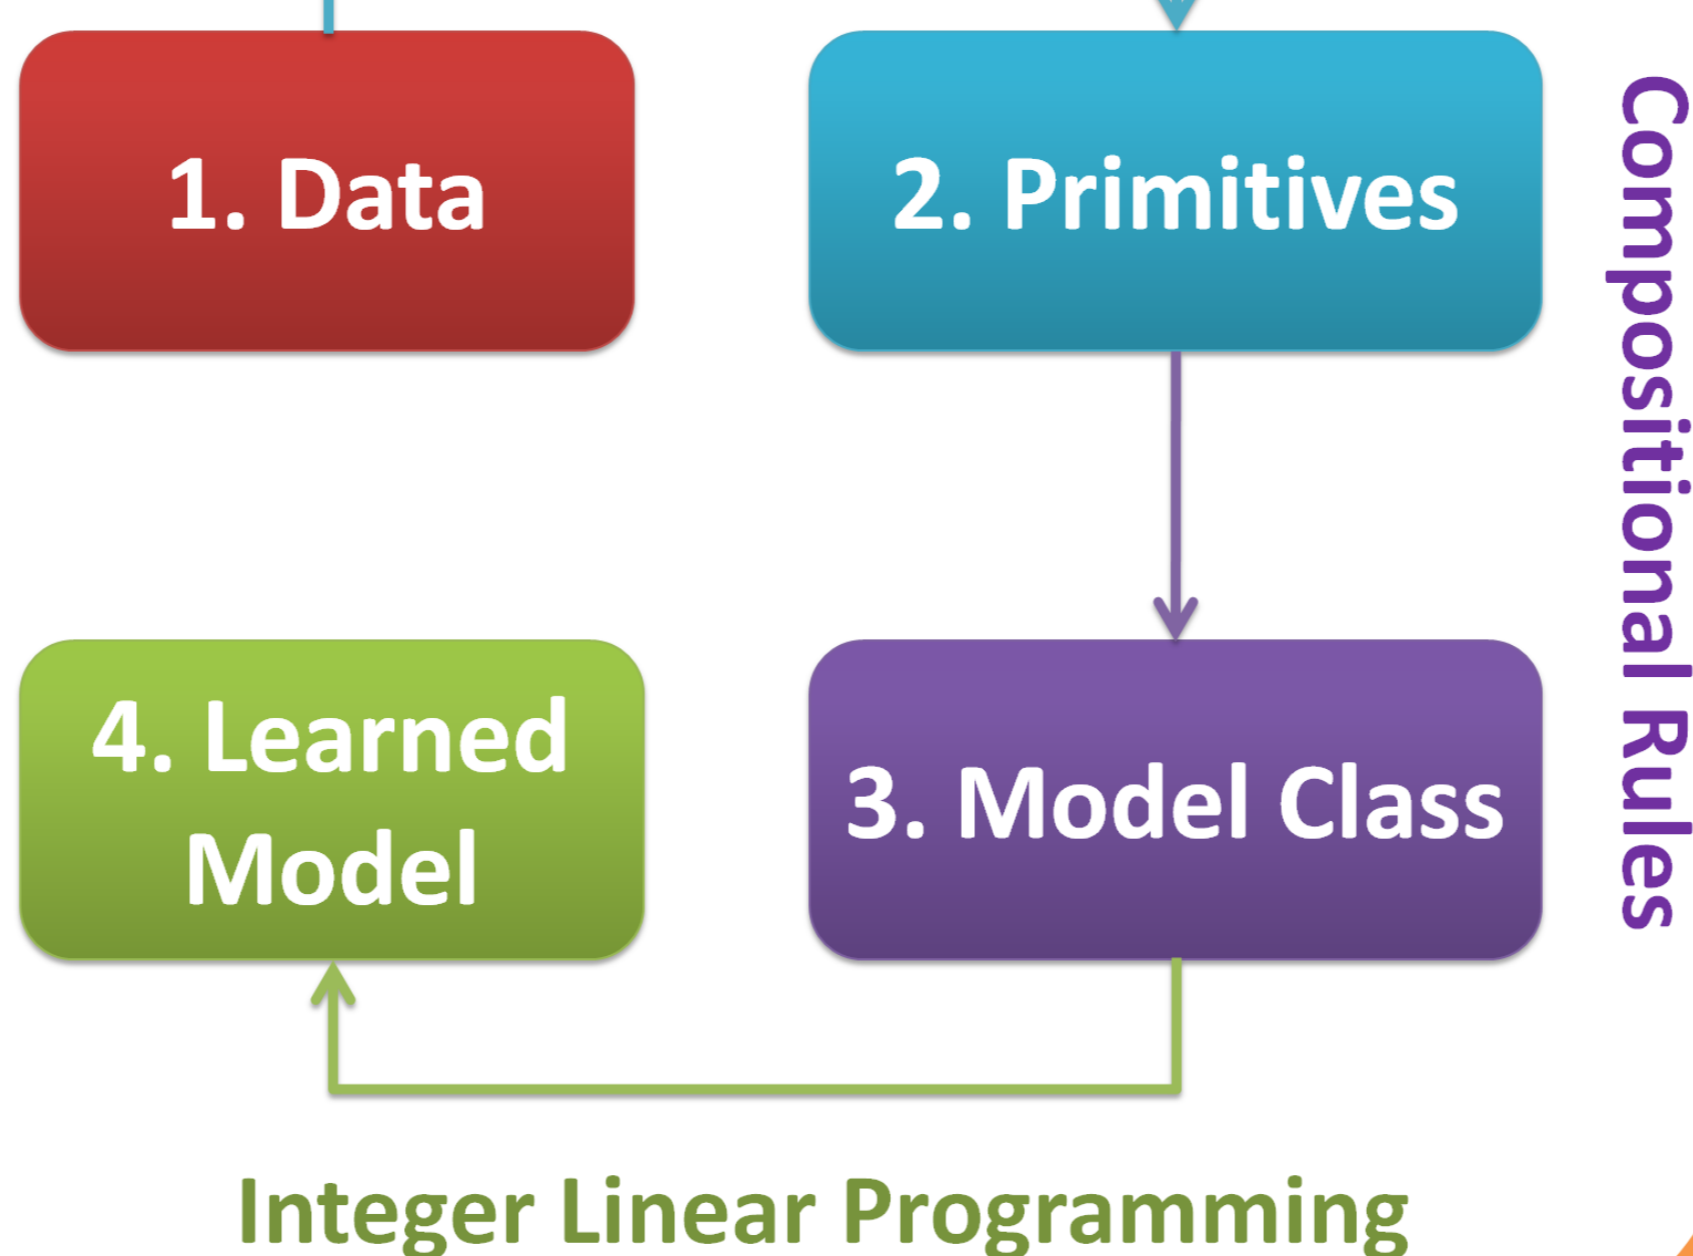 1. Data
2. Primitives
Compositional Rules
4. Learned
Model
3. Model Class
Integer Linear Programming